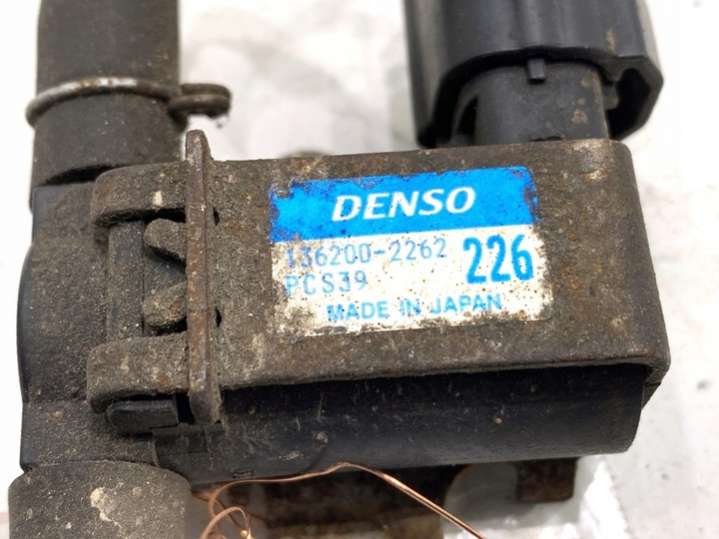 DENSO
136200-2262 226
PCS39
MADE IN JAPAN